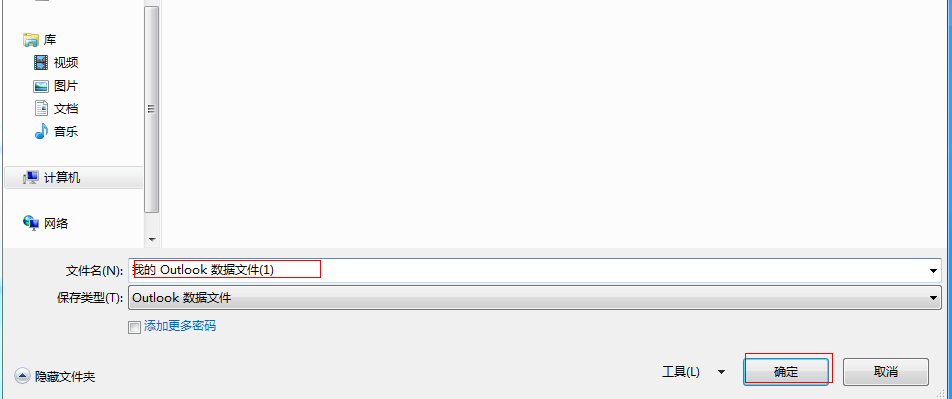 库
视频
图片
文档
音乐
计算机
网络
文件名(N): 我的 Outlook 数据文件(1)
保存类型(T): Outlook 数据文件
添加更多密码
隐藏文件夹 工具(L) 确定 取消